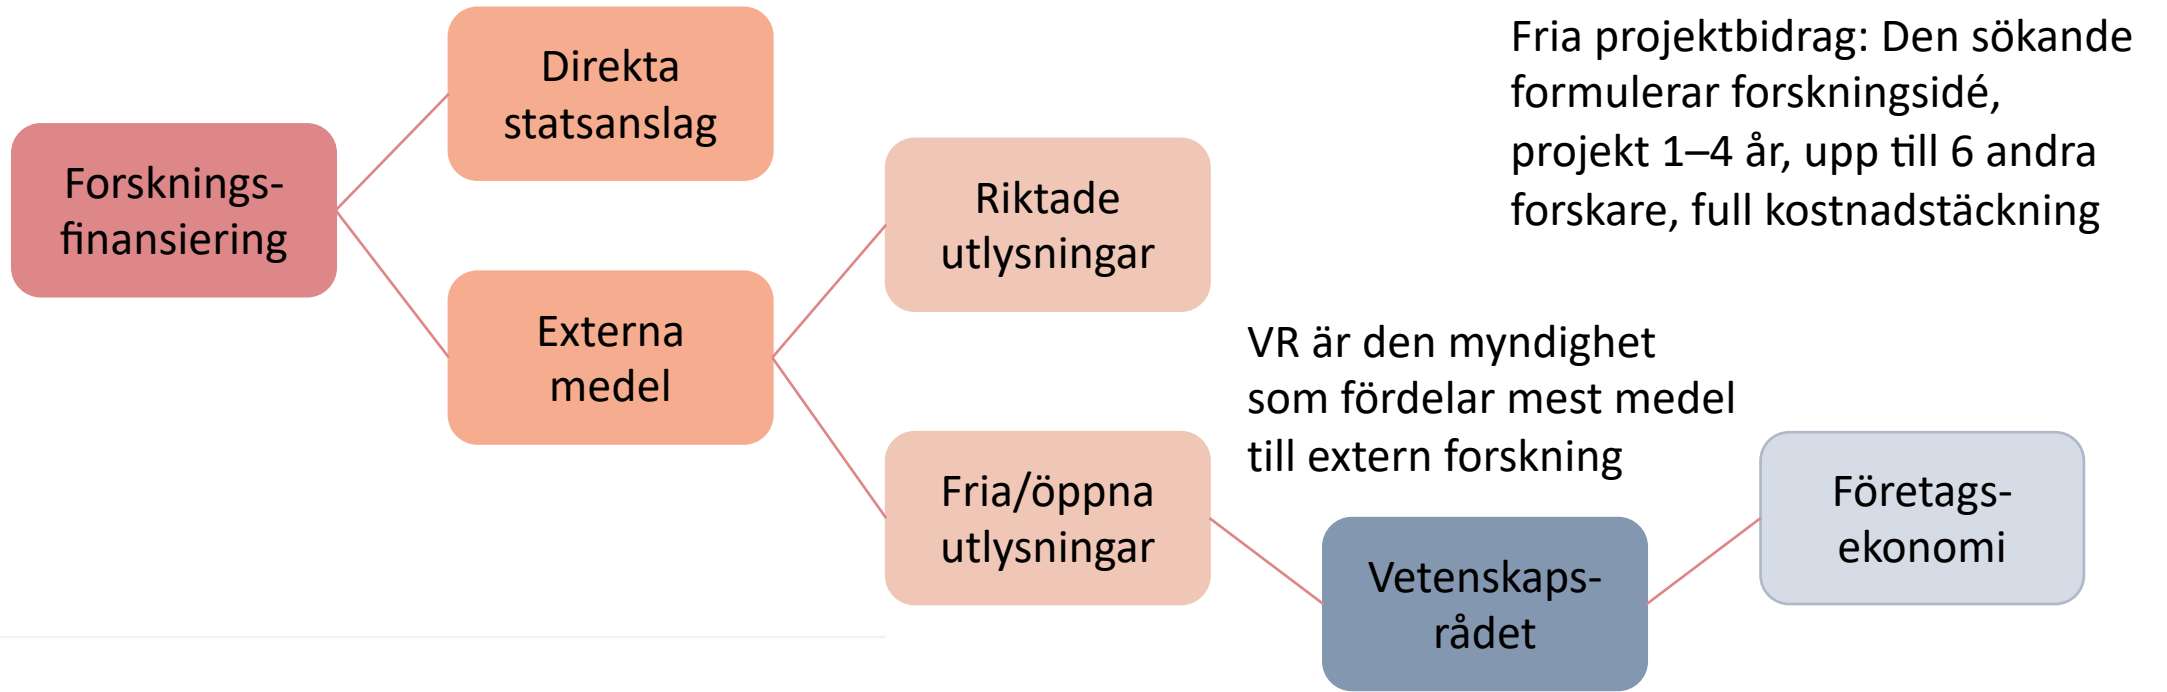 Direkta
statsanslag
Forsknings-
finansiering
Externa
medel
Riktade
utlysningar
Fria/öppna
utlysningar
Fria projektbidrag: Den sökande
formulerar forskningsidé,
projekt 1–4 år, upp till 6 andra
forskare, full kostnadstäckning
VR är den myndighet
som fördelar mest medel
till extern forskning
Vetenskaps-
rådet
Företags-
ekonomi